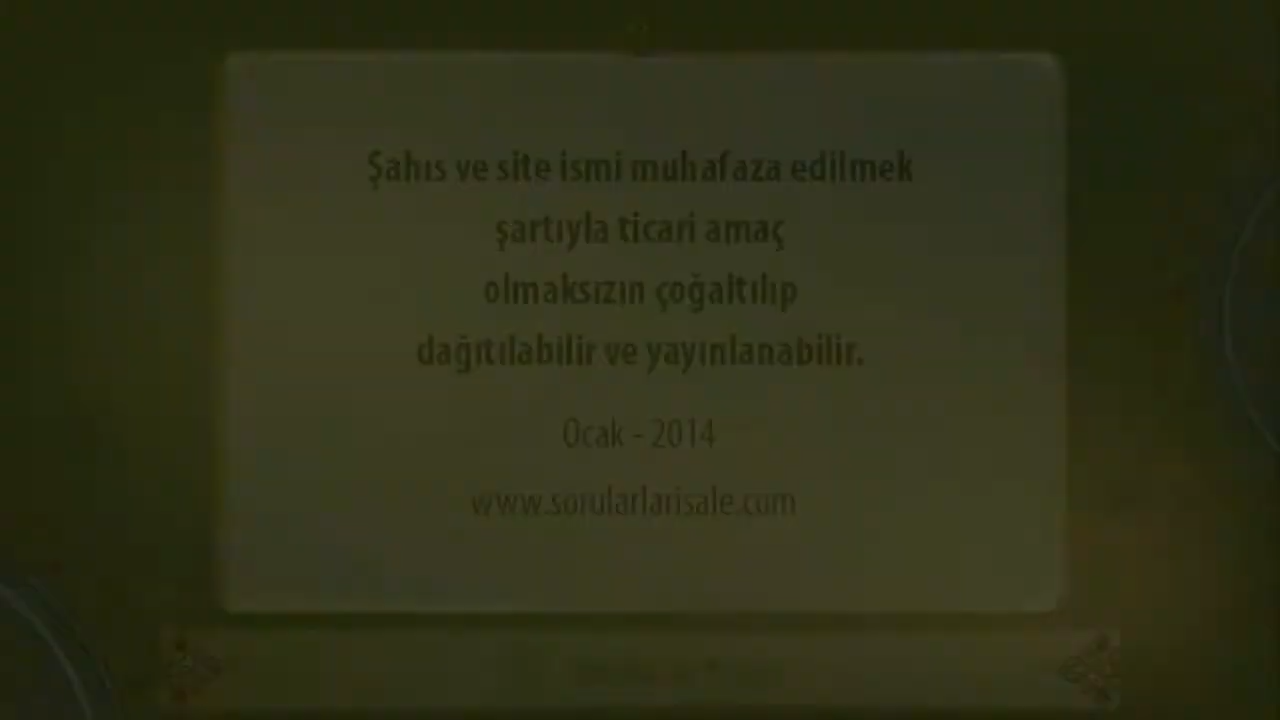 Şahıs ve site ismi muhafaza edilmek
şartıyla ticari amaç
olmaksızın çoğaltılıp
dağıtılabilir ve yayınlanabilir.
Ocak - 2014
www.sorularlarisale.com